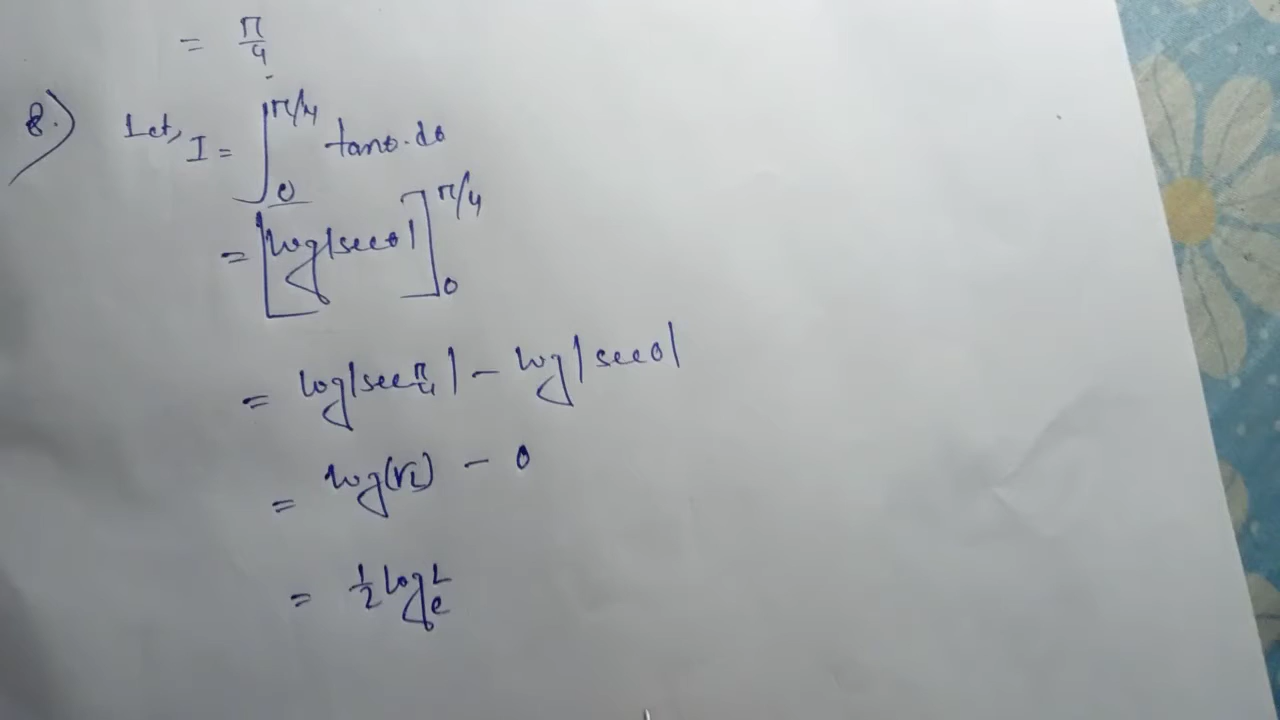 = π/4
8.) Let, I = ∫₀^π/4 tanθ·dθ
= [log|secθ|]₀^π/4
= log|sec π/4| - log|sec0|
= log(√2) - 0
= 1/2 logₑ2